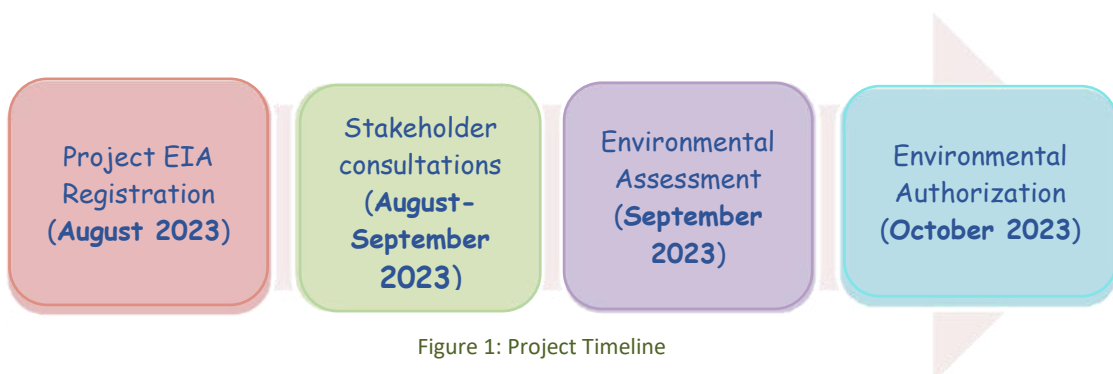 Project EIA
Registration
(August 2023)
Stakeholder
consultations
(August-
September
2023)
Environmental
Assessment
(September
2023)
Environmental
Authorization
(October 2023)
Figure 1: Project Timeline